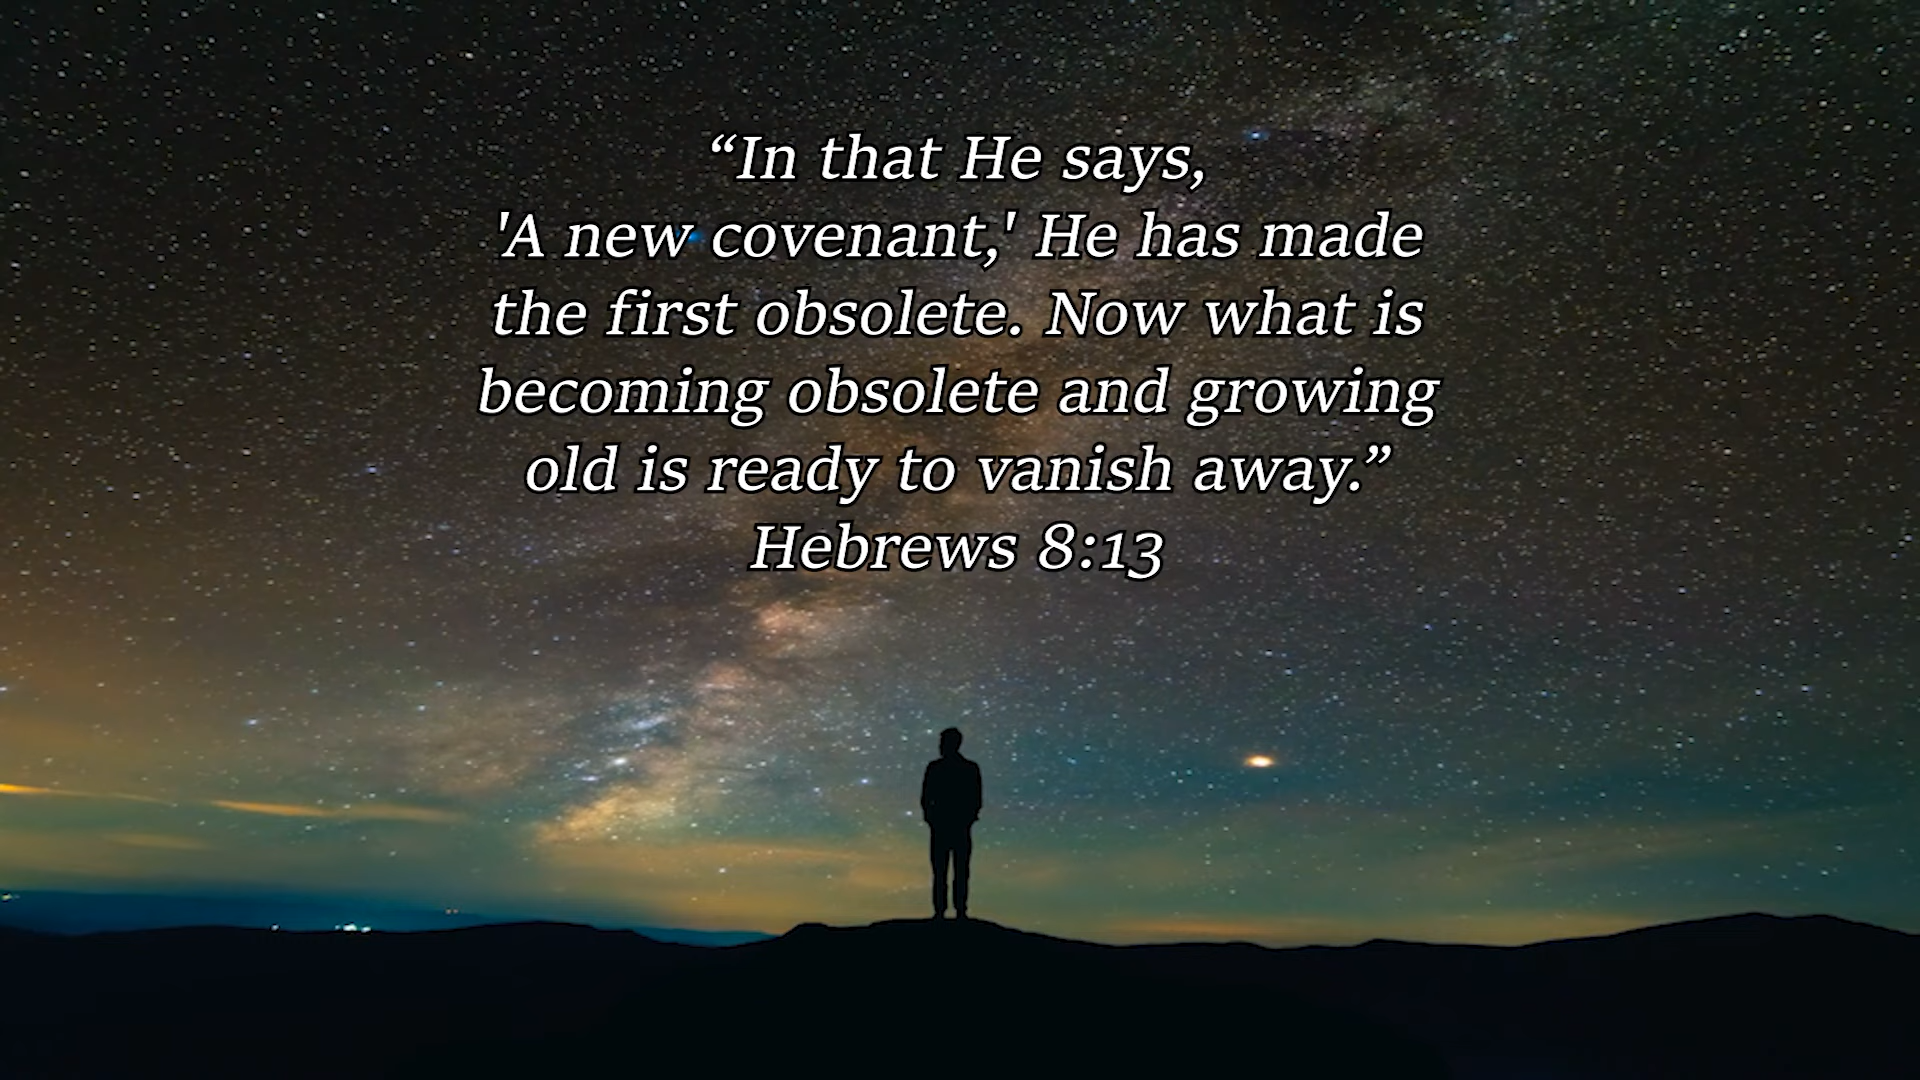 “In that He says,
'A new covenant,' He has made
the first obsolete. Now what is
becoming obsolete and growing
old is ready to vanish away.”
Hebrews 8:13